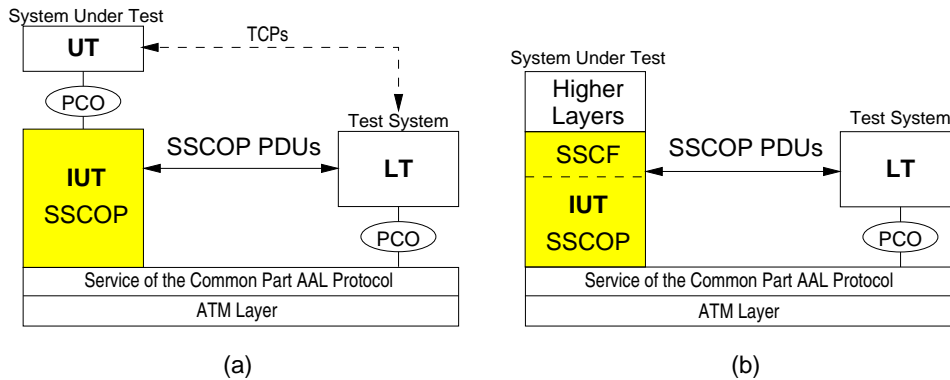 System Under Test
UT
TCPs
PCO
Test System
SSCOP PDUs
LT
IUT
SSCOP
PCO
Service of the Common Part AAL Protocol
ATM Layer
(a)
System Under Test
Higher
Layers
Test System
SSCF
SSCOP PDUs
LT
IUT
SSCOP
PCO
Service of the Common Part AAL Protocol
ATM Layer
(b)